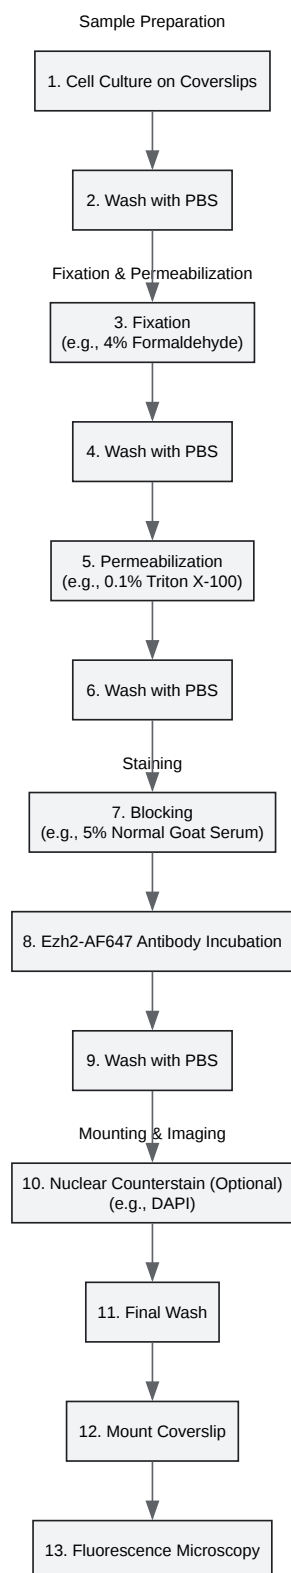 Sample Preparation
1. Cell Culture on Coverslips
2. Wash with PBS
Fixation & Permeabilization
3. Fixation
(e.g., 4% Formaldehyde)
4. Wash with PBS
5. Permeabilization
(e.g., 0.1% Triton X-100)
6. Wash with PBS
Staining
7. Blocking
(e.g., 5% Normal Goat Serum)
8. Ezh2-AF647 Antibody Incubation
9. Wash with PBS
Mounting & Imaging
10. Nuclear Counterstain (Optional)
(e.g., DAPI)
11. Final Wash
12. Mount Coverslip
13. Fluorescence Microscopy